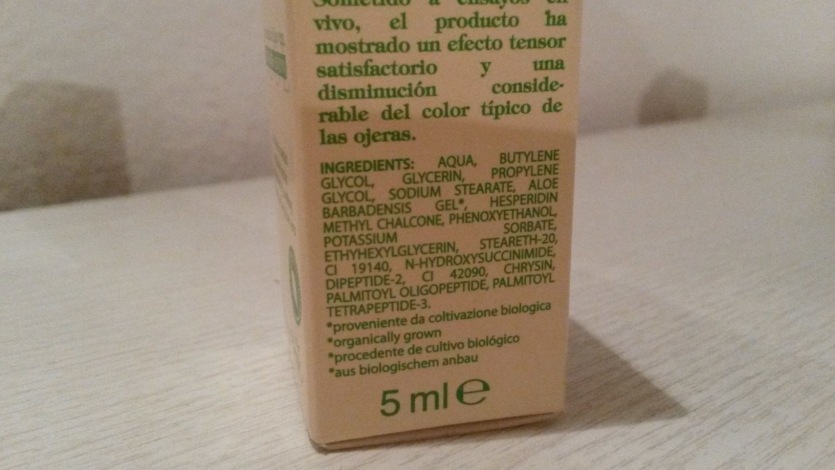 Sometido a ensayos en
vivo, el producto ha
mostrado un efecto tensor
satisfactorio y una
disminución conside-
rable del color típico de
las ojeras.
INGREDIENTS: AQUA, BUTYLENE
GLYCOL, GLYCERIN, PROPYLENE
GLYCOL, SODIUM STEARATE, ALOE
BARBADENSIS GEL*, HESPERIDIN
METHYL CHALCONE, PHENOXYETHANOL,
POTASSIUM SORBATE,
ETHYHEXYLGLYCERIN, STEARETH-20,
CI 19140, N-HYDROXYSUCCINIMIDE,
DIPEPTIDE-2, CI 42090, CHRYSIN,
PALMITOYL OLIGOPEPTIDE, PALMITOYL
TETRAPEPTIDE-3.
*proveniente da coltivazione biologica
*organically grown
*procedente de cultivo biológico
*aus biologischem anbau
5 ml e